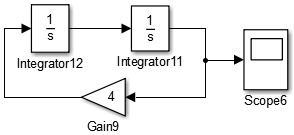 1
s
1
s
Integrator12
Integrator11
4
Gain9
Scope6